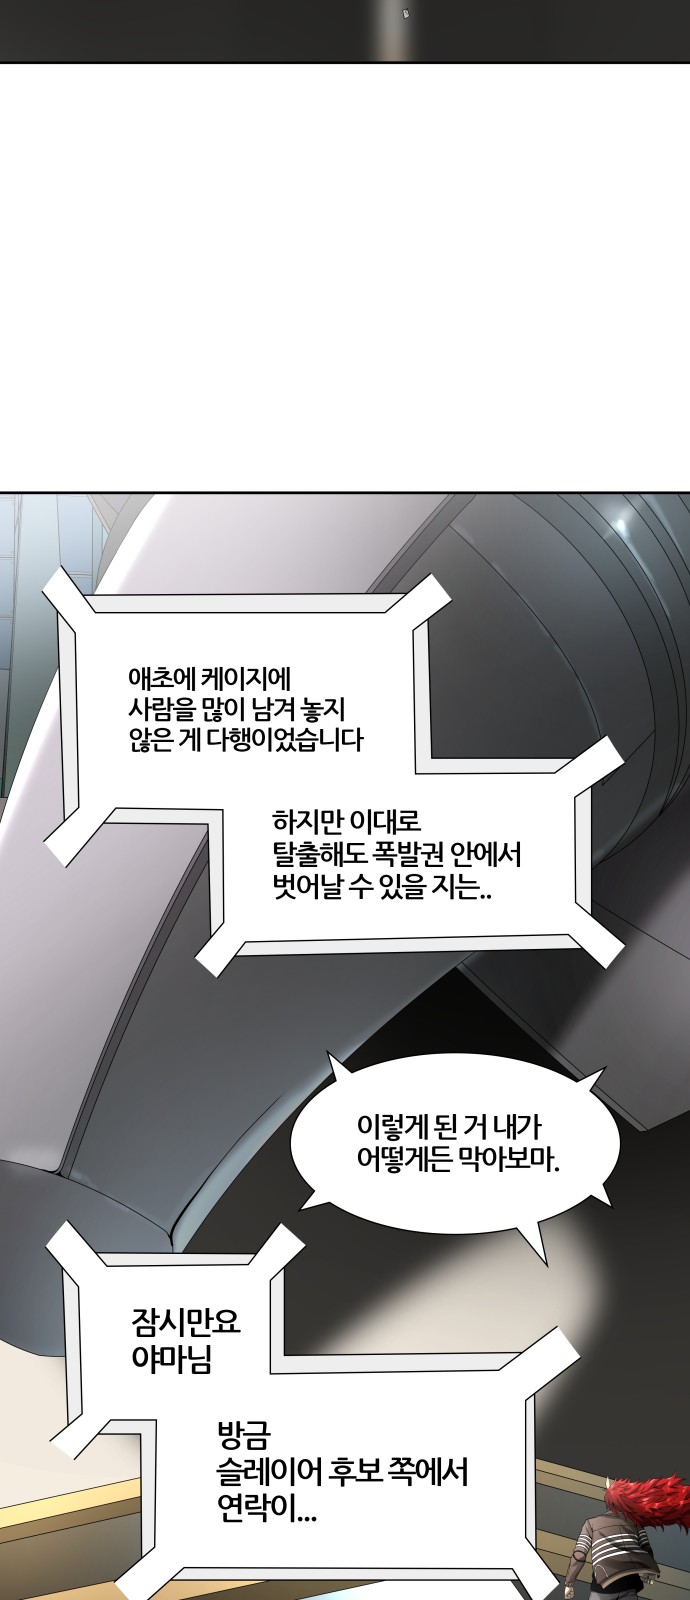 애초에 케이지에
사람을 많이 남겨 놓지
않은 게 다행이었습니다
하지만 이대로
탈출해도 폭발권 안에서
벗어날 수 있을 지는..
이렇게 된 거 내가
어떻게든 막아보마.
잠시만요
야마님
방금
슬레이어 후보 쪽에서
연락이...